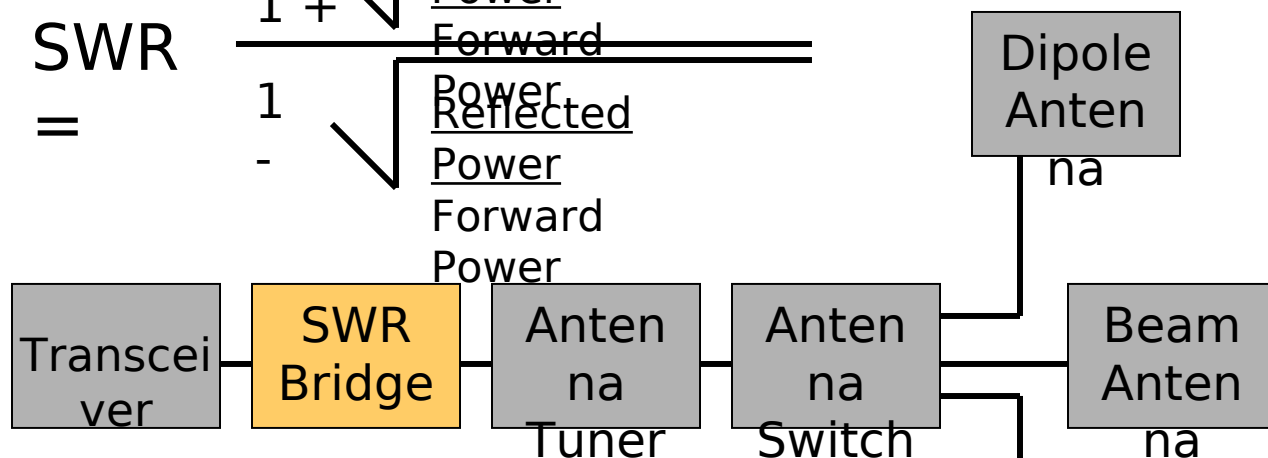 SWR
=
1 +
Power
Forward
Power
1
-
Reflected
Power
Forward
Power
Dipole
Anten
na
Transcei
ver
SWR
Bridge
Anten
na
Tuner
Anten
na
Switch
Beam
Anten
na